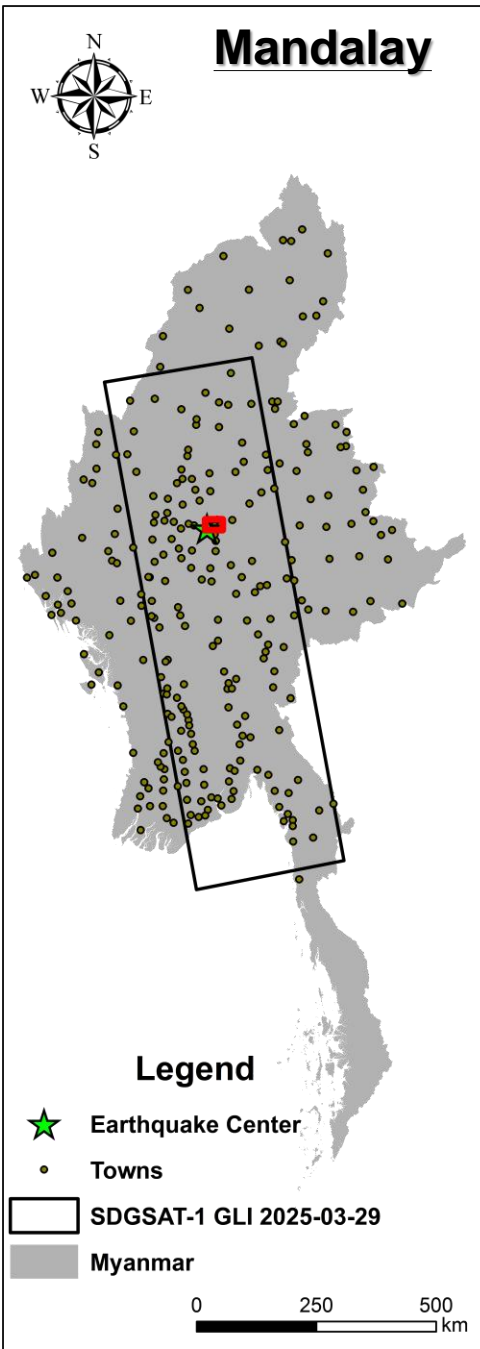 Mandalay
N
W E
S
Legend
Earthquake Center
Towns
SDGSAT-1 GLI 2025-03-29
Myanmar
0 250 500
km